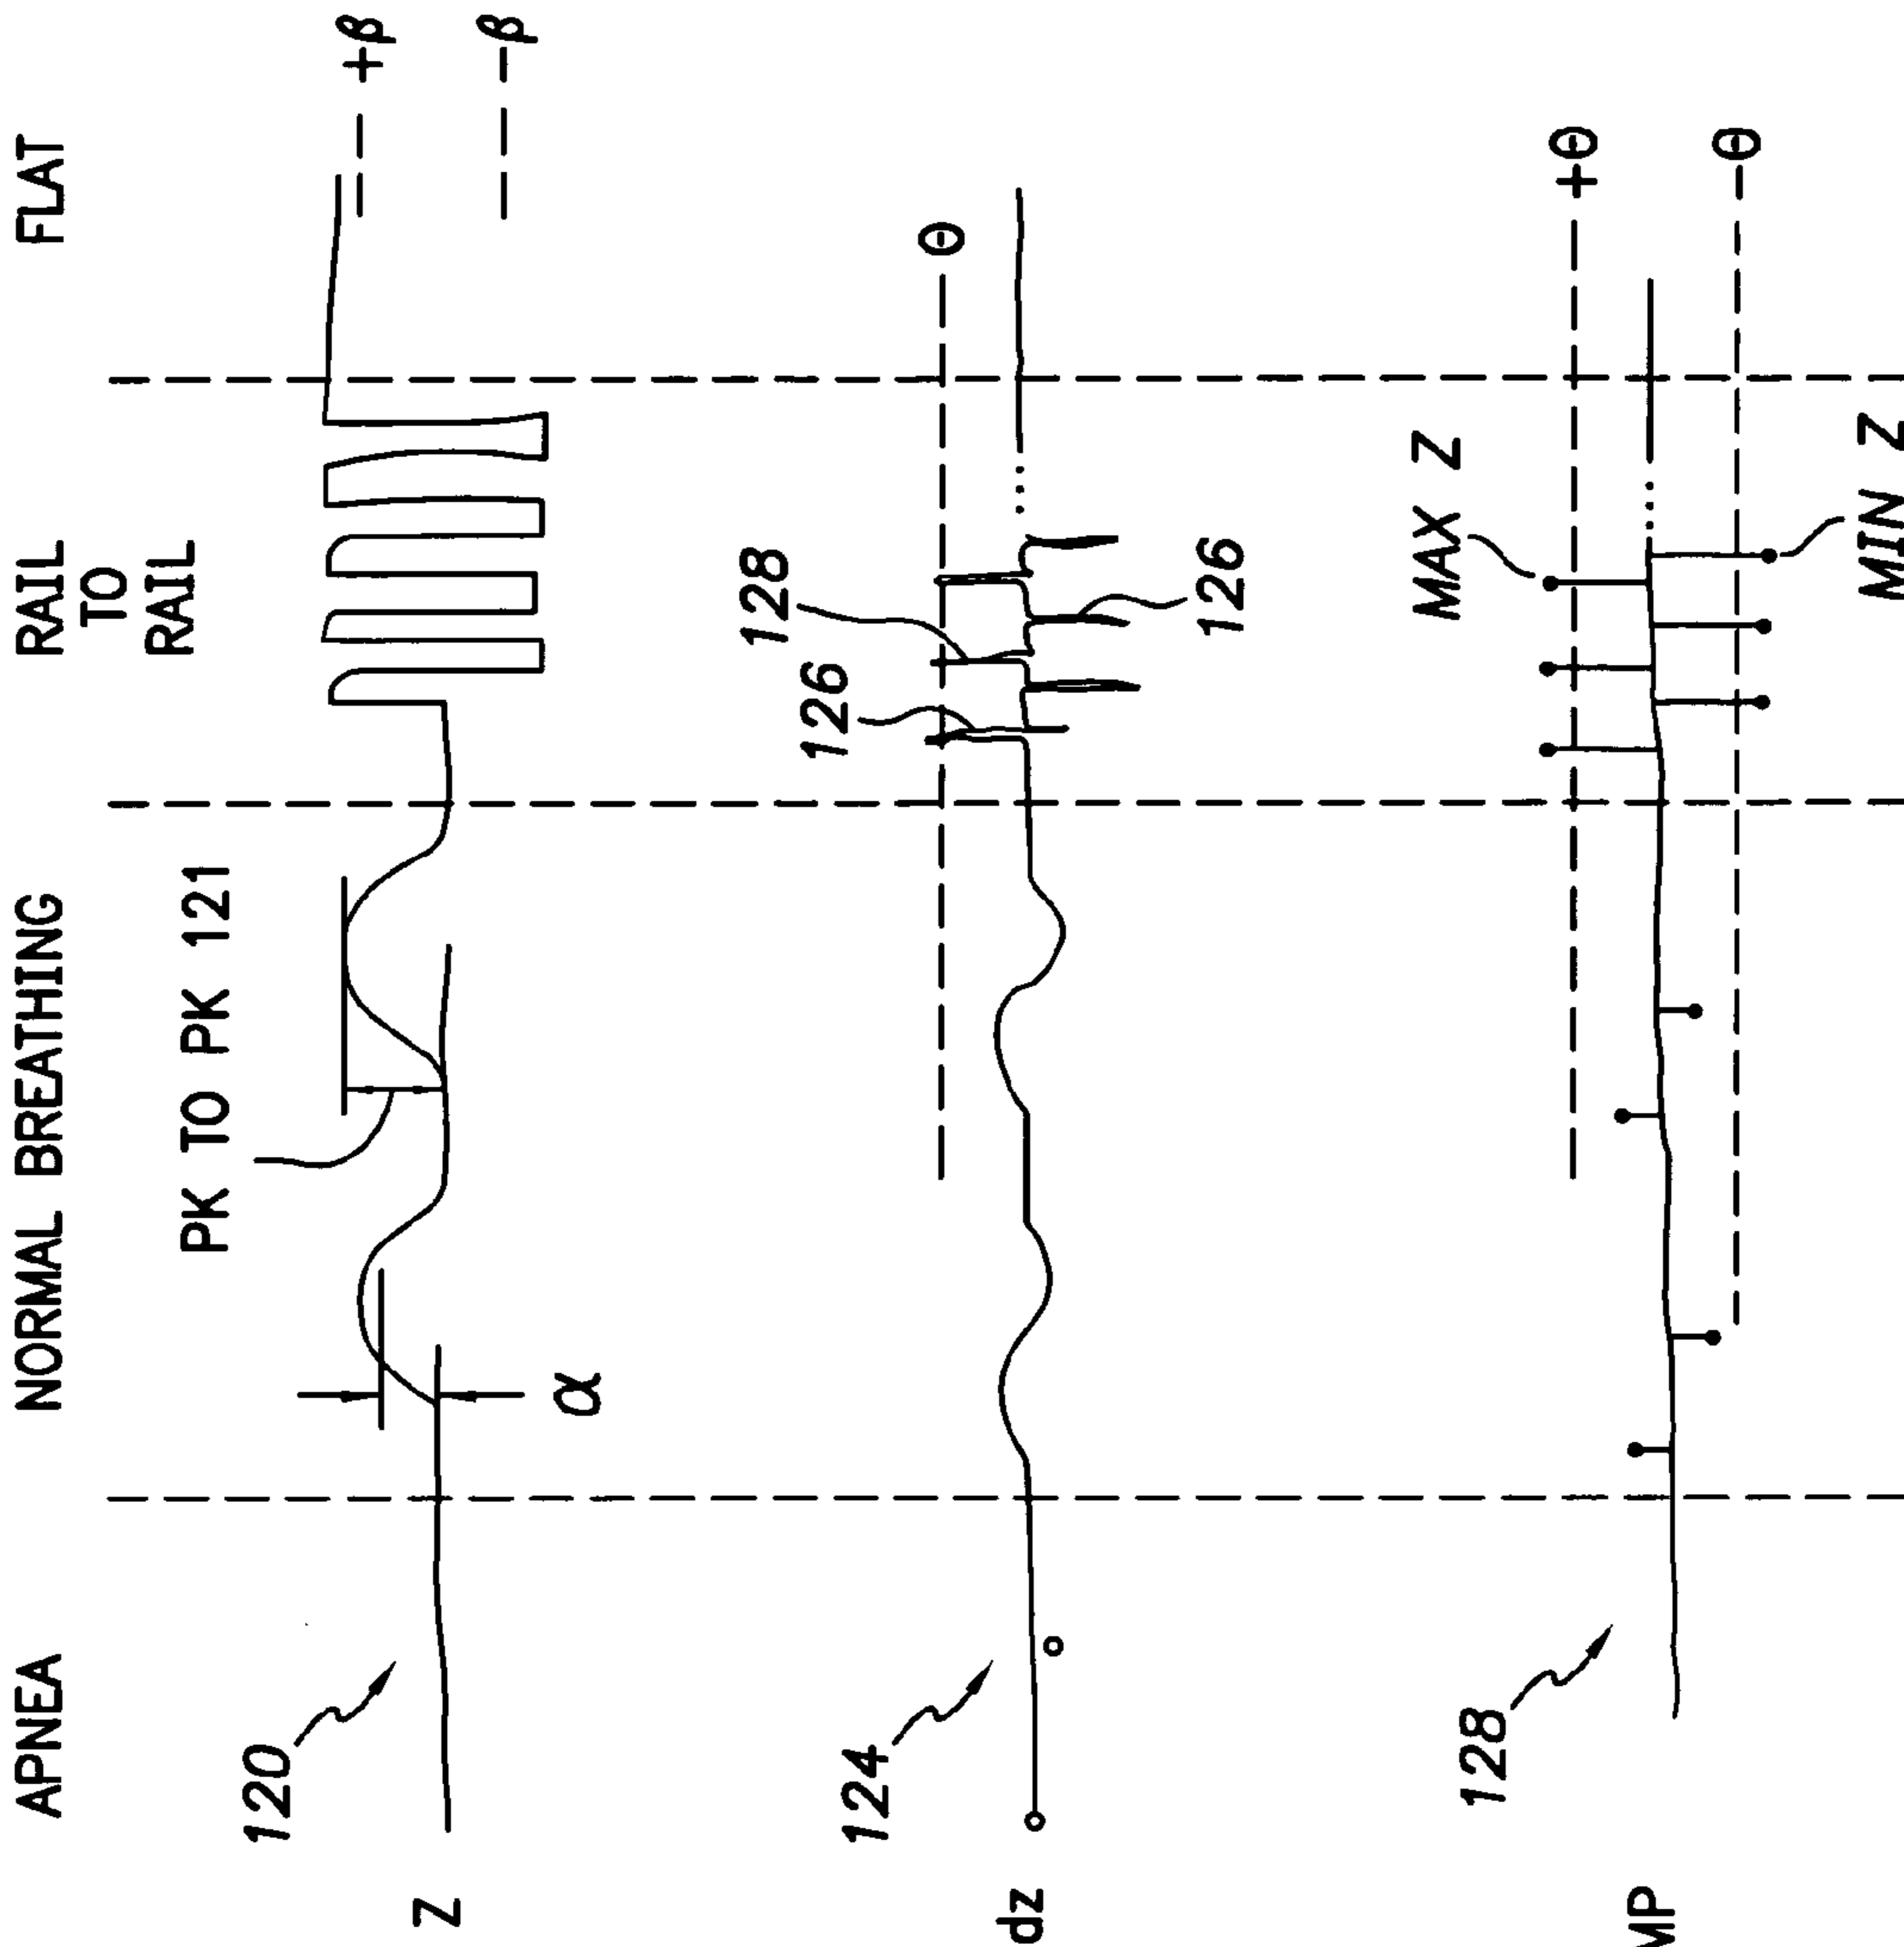 APNEA
NORMAL BREATHING
RAIL
TO
RAIL
FLAT
120
PK TO PK 121
α
+β
-β
Z
124
126
128
126
θ
dz
128
MAX Z
+θ
-θ
MIN Z
MP